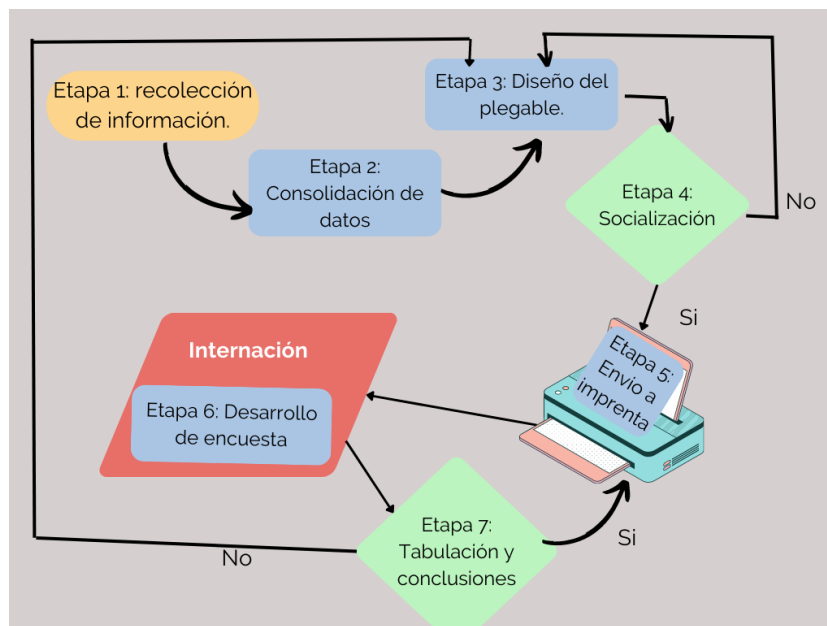 Etapa 1: recolección
de información.
Etapa 2:
Consolidación de
datos
Etapa 3: Diseño del
plegable.
Etapa 4:
Socialización
No
Si
Etapa 5:
Envio a
imprenta
Internación
Etapa 6: Desarrollo
de encuesta
Etapa 7:
Tabulación y
conclusiones
Si
No